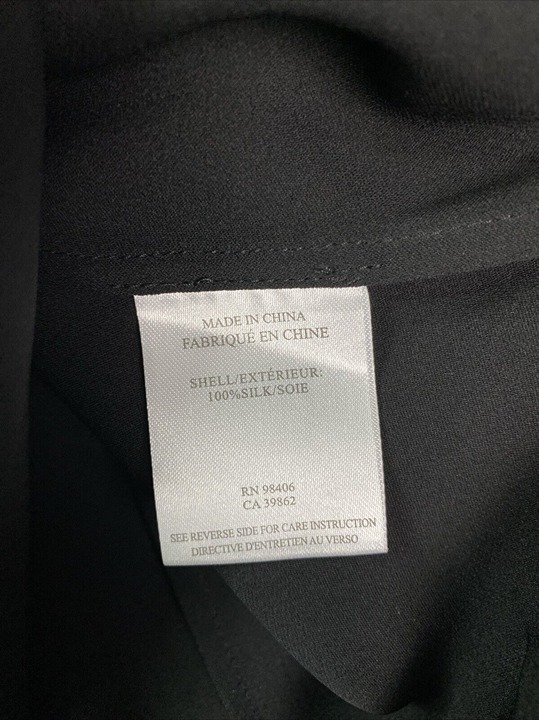 MADE IN CHINA
FABRIQUÉ EN CHINE
SHELL/EXTÉRIEUR:
100%SILK/SOIE
RN 98406
CA 39862
SEE REVERSE SIDE FOR CARE INSTRUCTION
DIRECTIVE D'ENTRETIEN AU VERSO